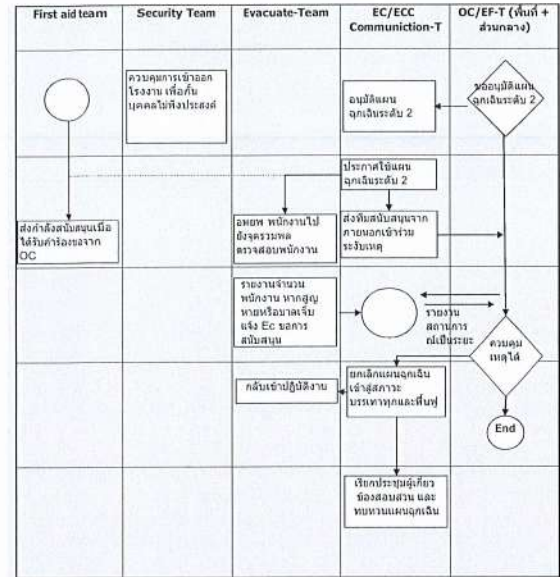 First aid team
Security Team
Evacuate-Team
EC/ECC
Communiction-T
OC/EF-T (พื้นที่ +
ส่วนกลาง)
ควบคุมการเข้าออก
โรงงาน เพื่อกั้น
บุคคลไม่พึงประสงค์
อนุมัติแผน
ฉุกเฉินระดับ 2
ขออนุมัติแผน
ฉุกเฉินระดับ 2
ประกาศใช้แผน
ฉุกเฉินระดับ 2
ส่งกำลังสนับสนุนเมื่อ
ได้รับคำร้องขอจาก
OC
อพยพ พนักงานไป
ยังจุดรวมพล
ตรวจสอบพนักงาน
ส่งทีมสนับสนุนจาก
ภายนอกเข้าร่วม
ระงับเหตุ
รายงานจำนวน
พนักงาน หากสูญ
หายหรือบาดเจ็บ
แจ้ง Ec ขอการ
สนับสนุน
รายงาน
สถานการ
ณ์เป็นระยะ
ควบคุม
เหตุได้
กลับเข้าปฏิบัติงาน
ยกเลิกแผนฉุกเฉิน
เข้าสู่สภาวะ
บรรเทาทุกและฟื้นฟู
End
เรียกประชุมผู้เกี่ยว
ข้องสอบสวน และ
ทบทวนแผนฉุกเฉิน